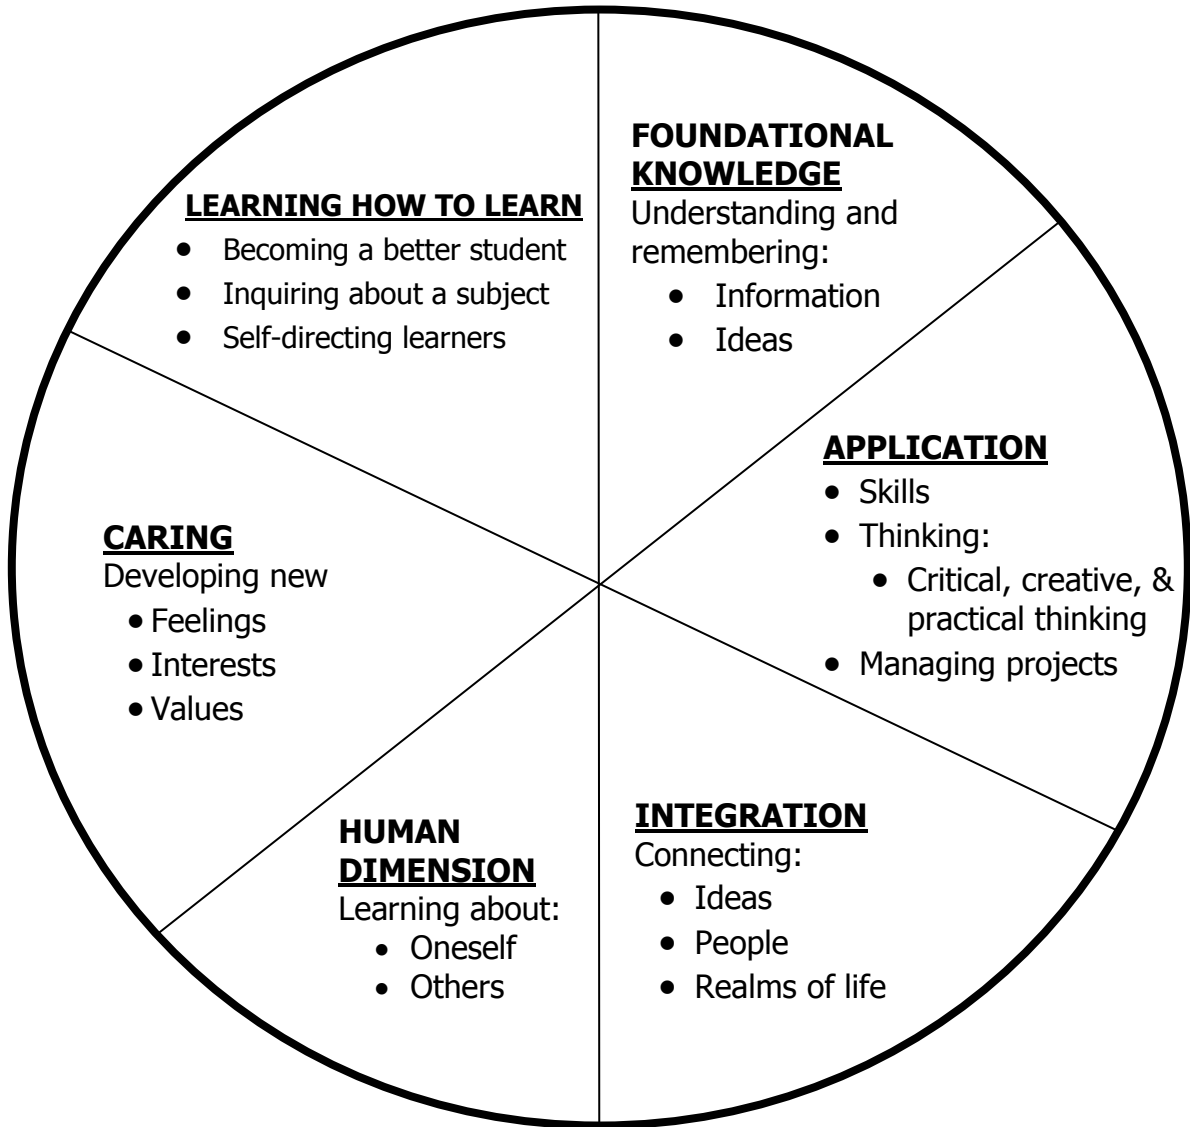 FOUNDATIONAL
KNOWLEDGE
Understanding and
remembering:
• Information
• Ideas
APPLICATION
• Skills
• Thinking:
• Critical, creative, &
practical thinking
• Managing projects
INTEGRATION
Connecting:
• Ideas
• People
• Realms of life
HUMAN
DIMENSION
Learning about:
• Oneself
• Others
CARING
Developing new
• Feelings
• Interests
• Values
LEARNING HOW TO LEARN
• Becoming a better student
• Inquiring about a subject
• Self-directing learners